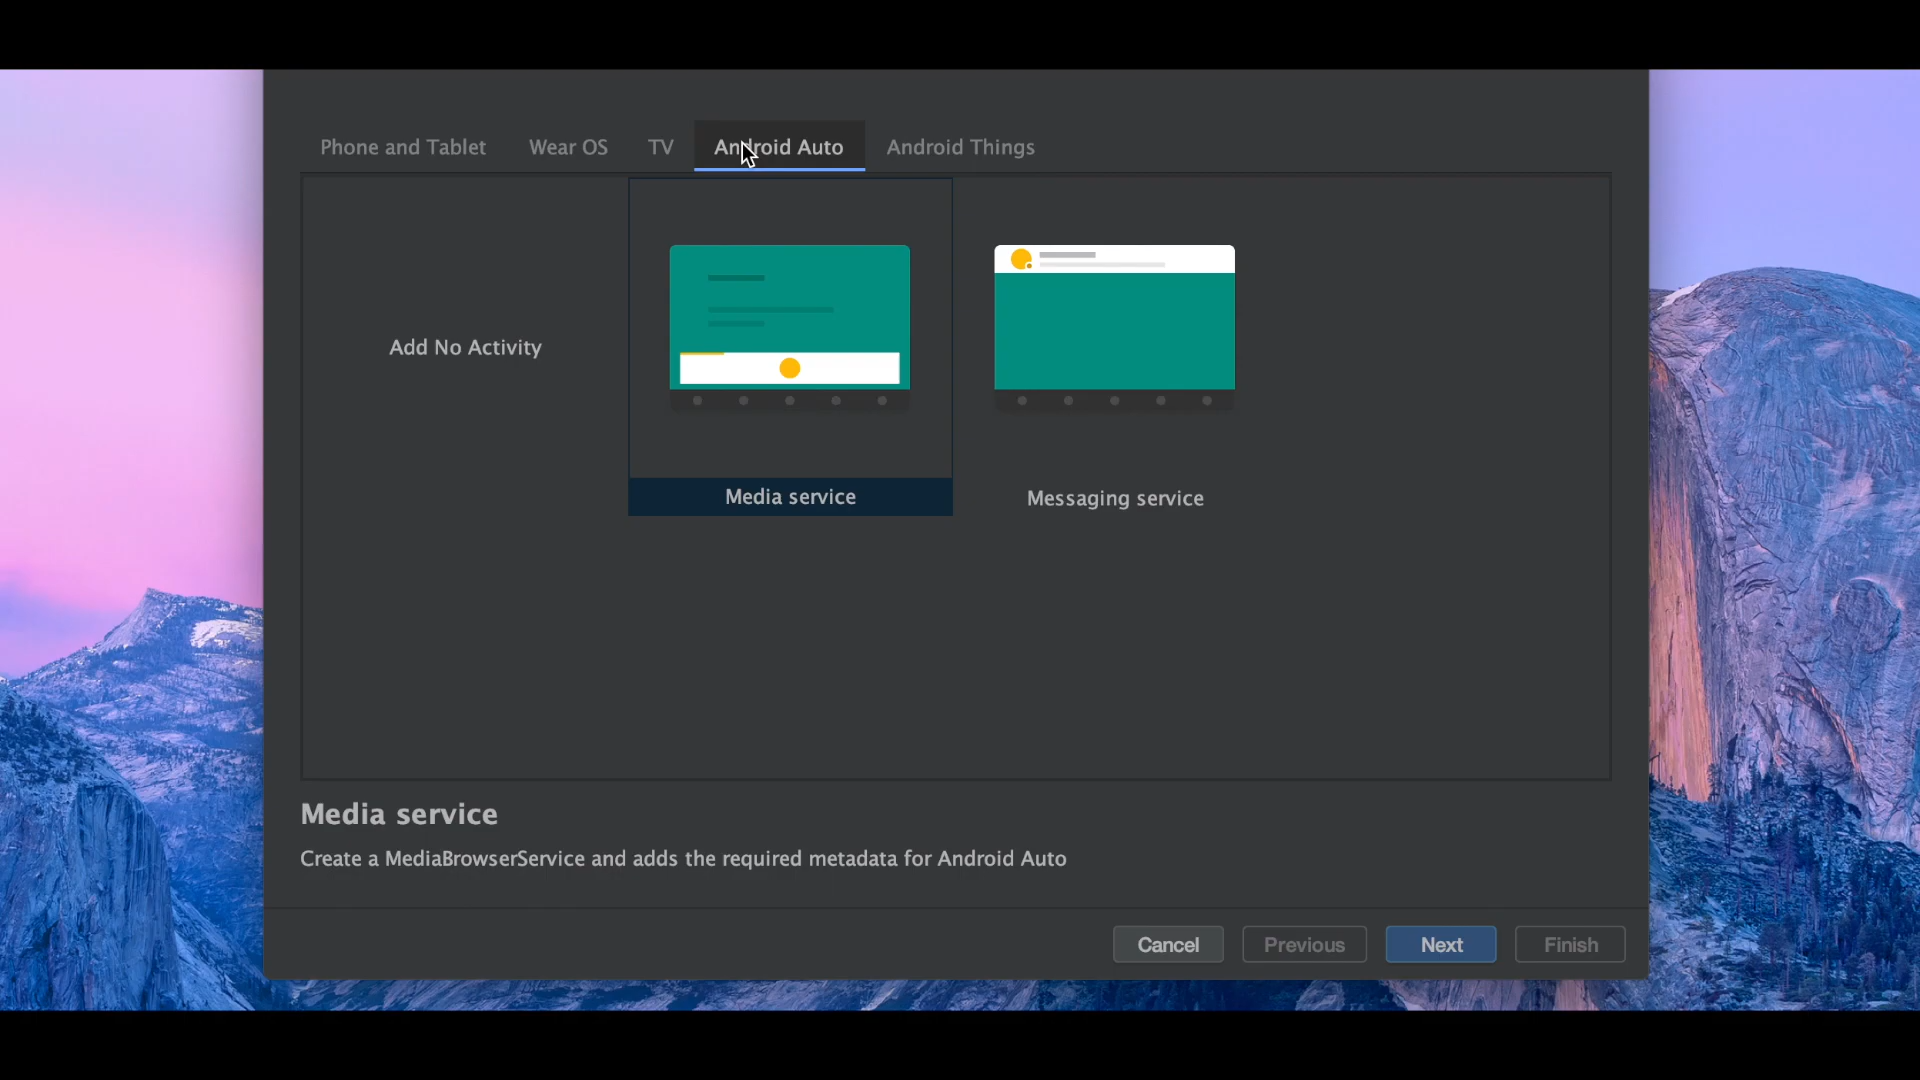 Phone and Tablet Wear OS TV Android Auto Android Things
Add No Activity
Media service
Messaging service
Media service
Create a MediaBrowserService and adds the required metadata for Android Auto
Cancel Previous Next Finish